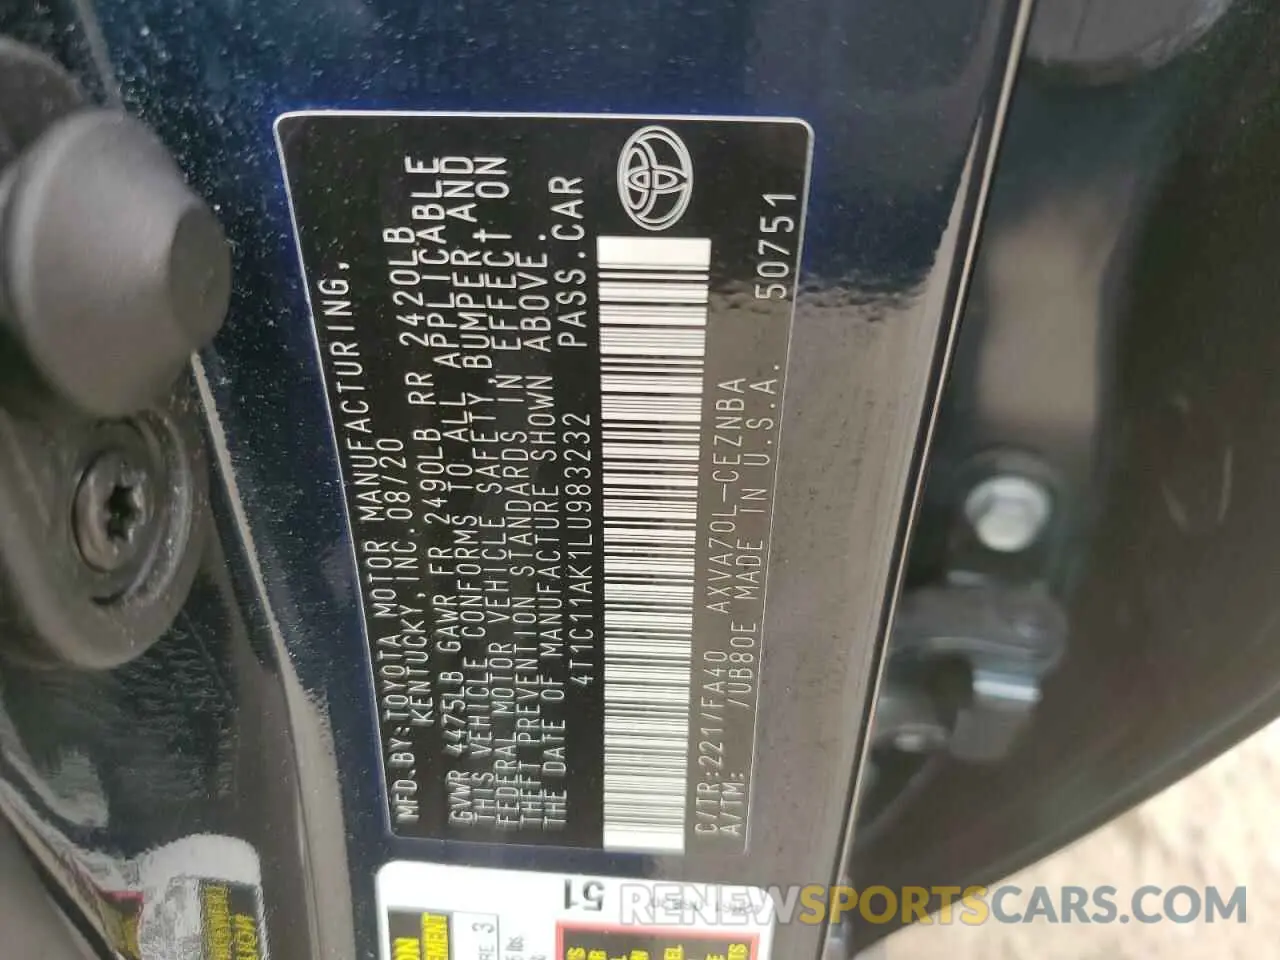 MFD.BY:TOYOTA MOTOR MANUFACTURING,
KENTUCKY, INC. 08/20
GVWR 4475LB GAWR FR 2490LB RR 2420LB
THIS VEHICLE CONFORMS TO ALL APPLICABLE
FEDERAL MOTOR VEHICLE SAFETY, BUMPER AND
THEFT PREVENTION STANDARDS IN EFFECT ON
THE DATE OF MANUFACTURE SHOWN ABOVE.
4T1C11AK1LU983232 PASS.CAR
C/TR:221/FA40 AXVA70L-CEZNBA
A/TM: /UB80E MADE IN U.S.A. 50751
51
3
RENEWSPORTSCARS.COM